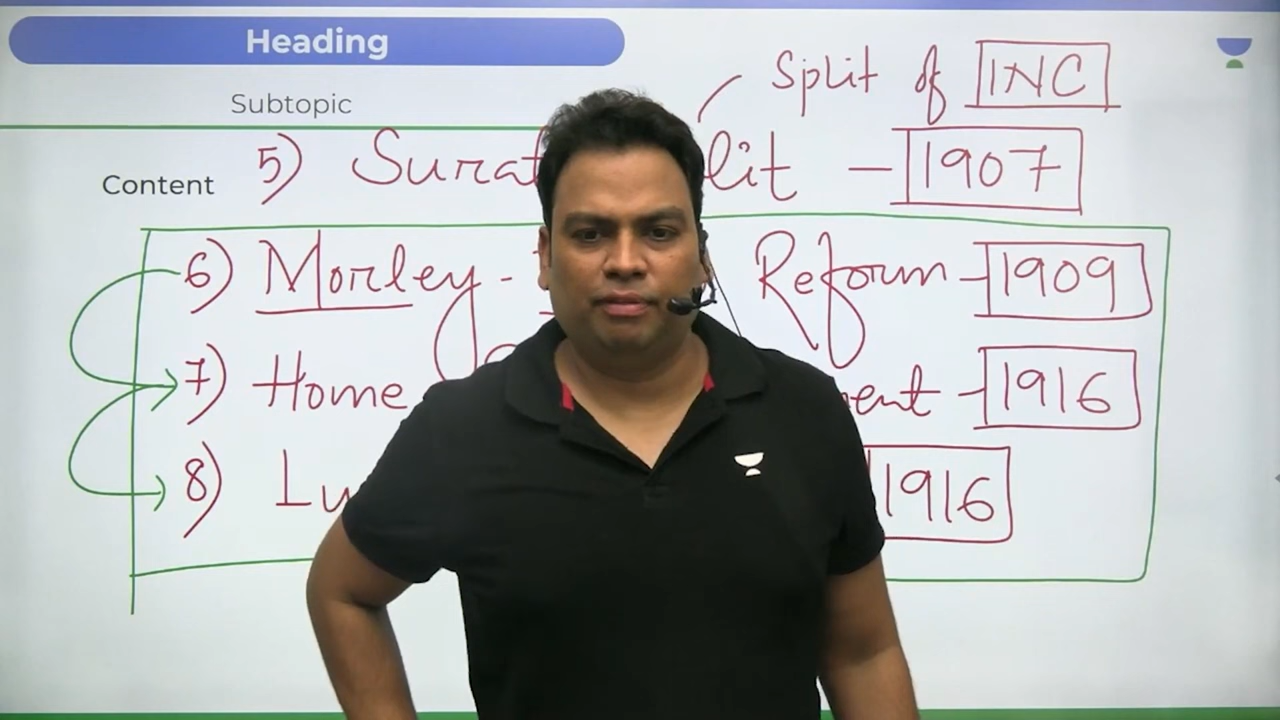 Heading
Subtopic
Split of INC
Content
5) Surat lit - 1907
6) Morley - Reform - 1909
7) Home ent - 1916
8) Lu 1916